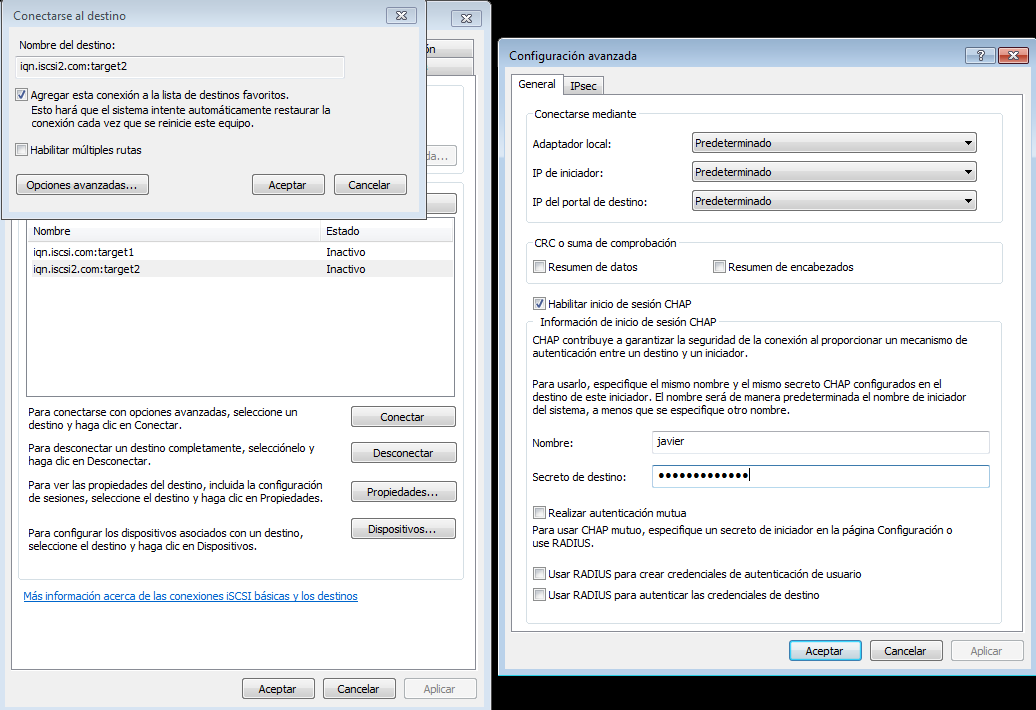 Conectarse al destino
Nombre del destino:
iqn.iscsi2.com:target2
Agregar esta conexión a la lista de destinos favoritos.
Esto hará que el sistema intente automáticamente restaurar la
conexión cada vez que se reinicie este equipo.
Habilitar múltiples rutas
Opciones avanzadas...
Aceptar
Cancelar
ón
da...
Nombre
Estado
iqn.iscsi.com:target1
Inactivo
iqn.iscsi2.com:target2
Inactivo
Para conectarse con opciones avanzadas, seleccione un
destino y haga clic en Conectar.
Conectar
Para desconectar un destino completamente, selecciónelo y
haga clic en Desconectar.
Desconectar
Para ver las propiedades del destino, incluida la configuración
de sesiones, seleccione el destino y haga clic en Propiedades.
Propiedades...
Para configurar los dispositivos asociados con un destino,
seleccione el destino y haga clic en Dispositivos.
Dispositivos...
Más información acerca de las conexiones iSCSI básicas y los destinos
Aceptar
Cancelar
Aplicar
Configuración avanzada
General
IPsec
Conectarse mediante
Adaptador local:
Predeterminado
IP de iniciador:
Predeterminado
IP del portal de destino:
Predeterminado
CRC o suma de comprobación
Resumen de datos
Resumen de encabezados
Habilitar inicio de sesión CHAP
Información de inicio de sesión CHAP
CHAP contribuye a garantizar la seguridad de la conexión al proporcionar un mecanismo de
autenticación entre un destino y un iniciador.
Para usarlo, especifique el mismo nombre y el mismo secreto CHAP configurados en el
destino de este iniciador. El nombre será de manera predeterminada el nombre de iniciador
del sistema, a menos que se especifique otro nombre.
Nombre:
javier
Secreto de destino:
●●●●●●●●●●●●●
Realizar autenticación mutua
Para usar CHAP mutuo, especifique un secreto de iniciador en la página Configuración o
use RADIUS.
Usar RADIUS para crear credenciales de autenticación de usuario
Usar RADIUS para autenticar las credenciales de destino
Aceptar
Cancelar
Aplicar